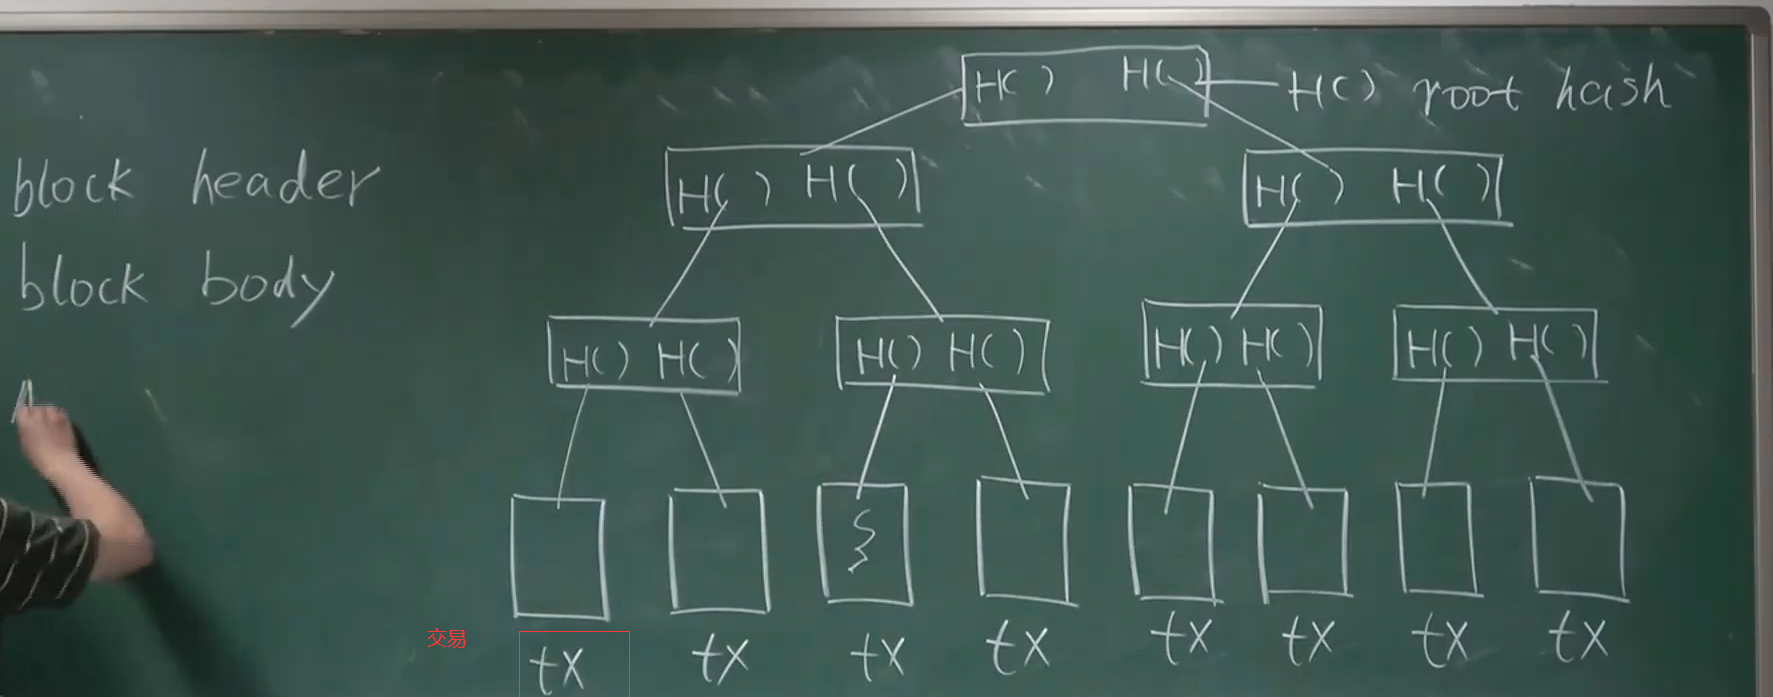 H( ) H( ) H( ) root hash
block header
H( ) H( ) H( ) H( )
block body
H( ) H( ) H( ) H( ) H( ) H( ) H( ) H( )
交易
tx tx tx tx tx tx tx tx